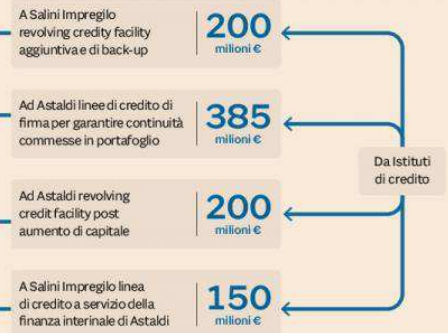 A Salini Impregilo
revolving credity facility
aggiuntiva e di back-up
200
milioni €
Ad Astaldi linee di credito di
firma per garantire continuità
commesse in portafoglio
385
milioni €
Da Istituti
di credito
Ad Astaldi revolving
credit facility post
aumento di capitale
200
milioni €
A Salini Impregilo linea
di credito a servizio della
finanza interinale di Astaldi
150
milioni €